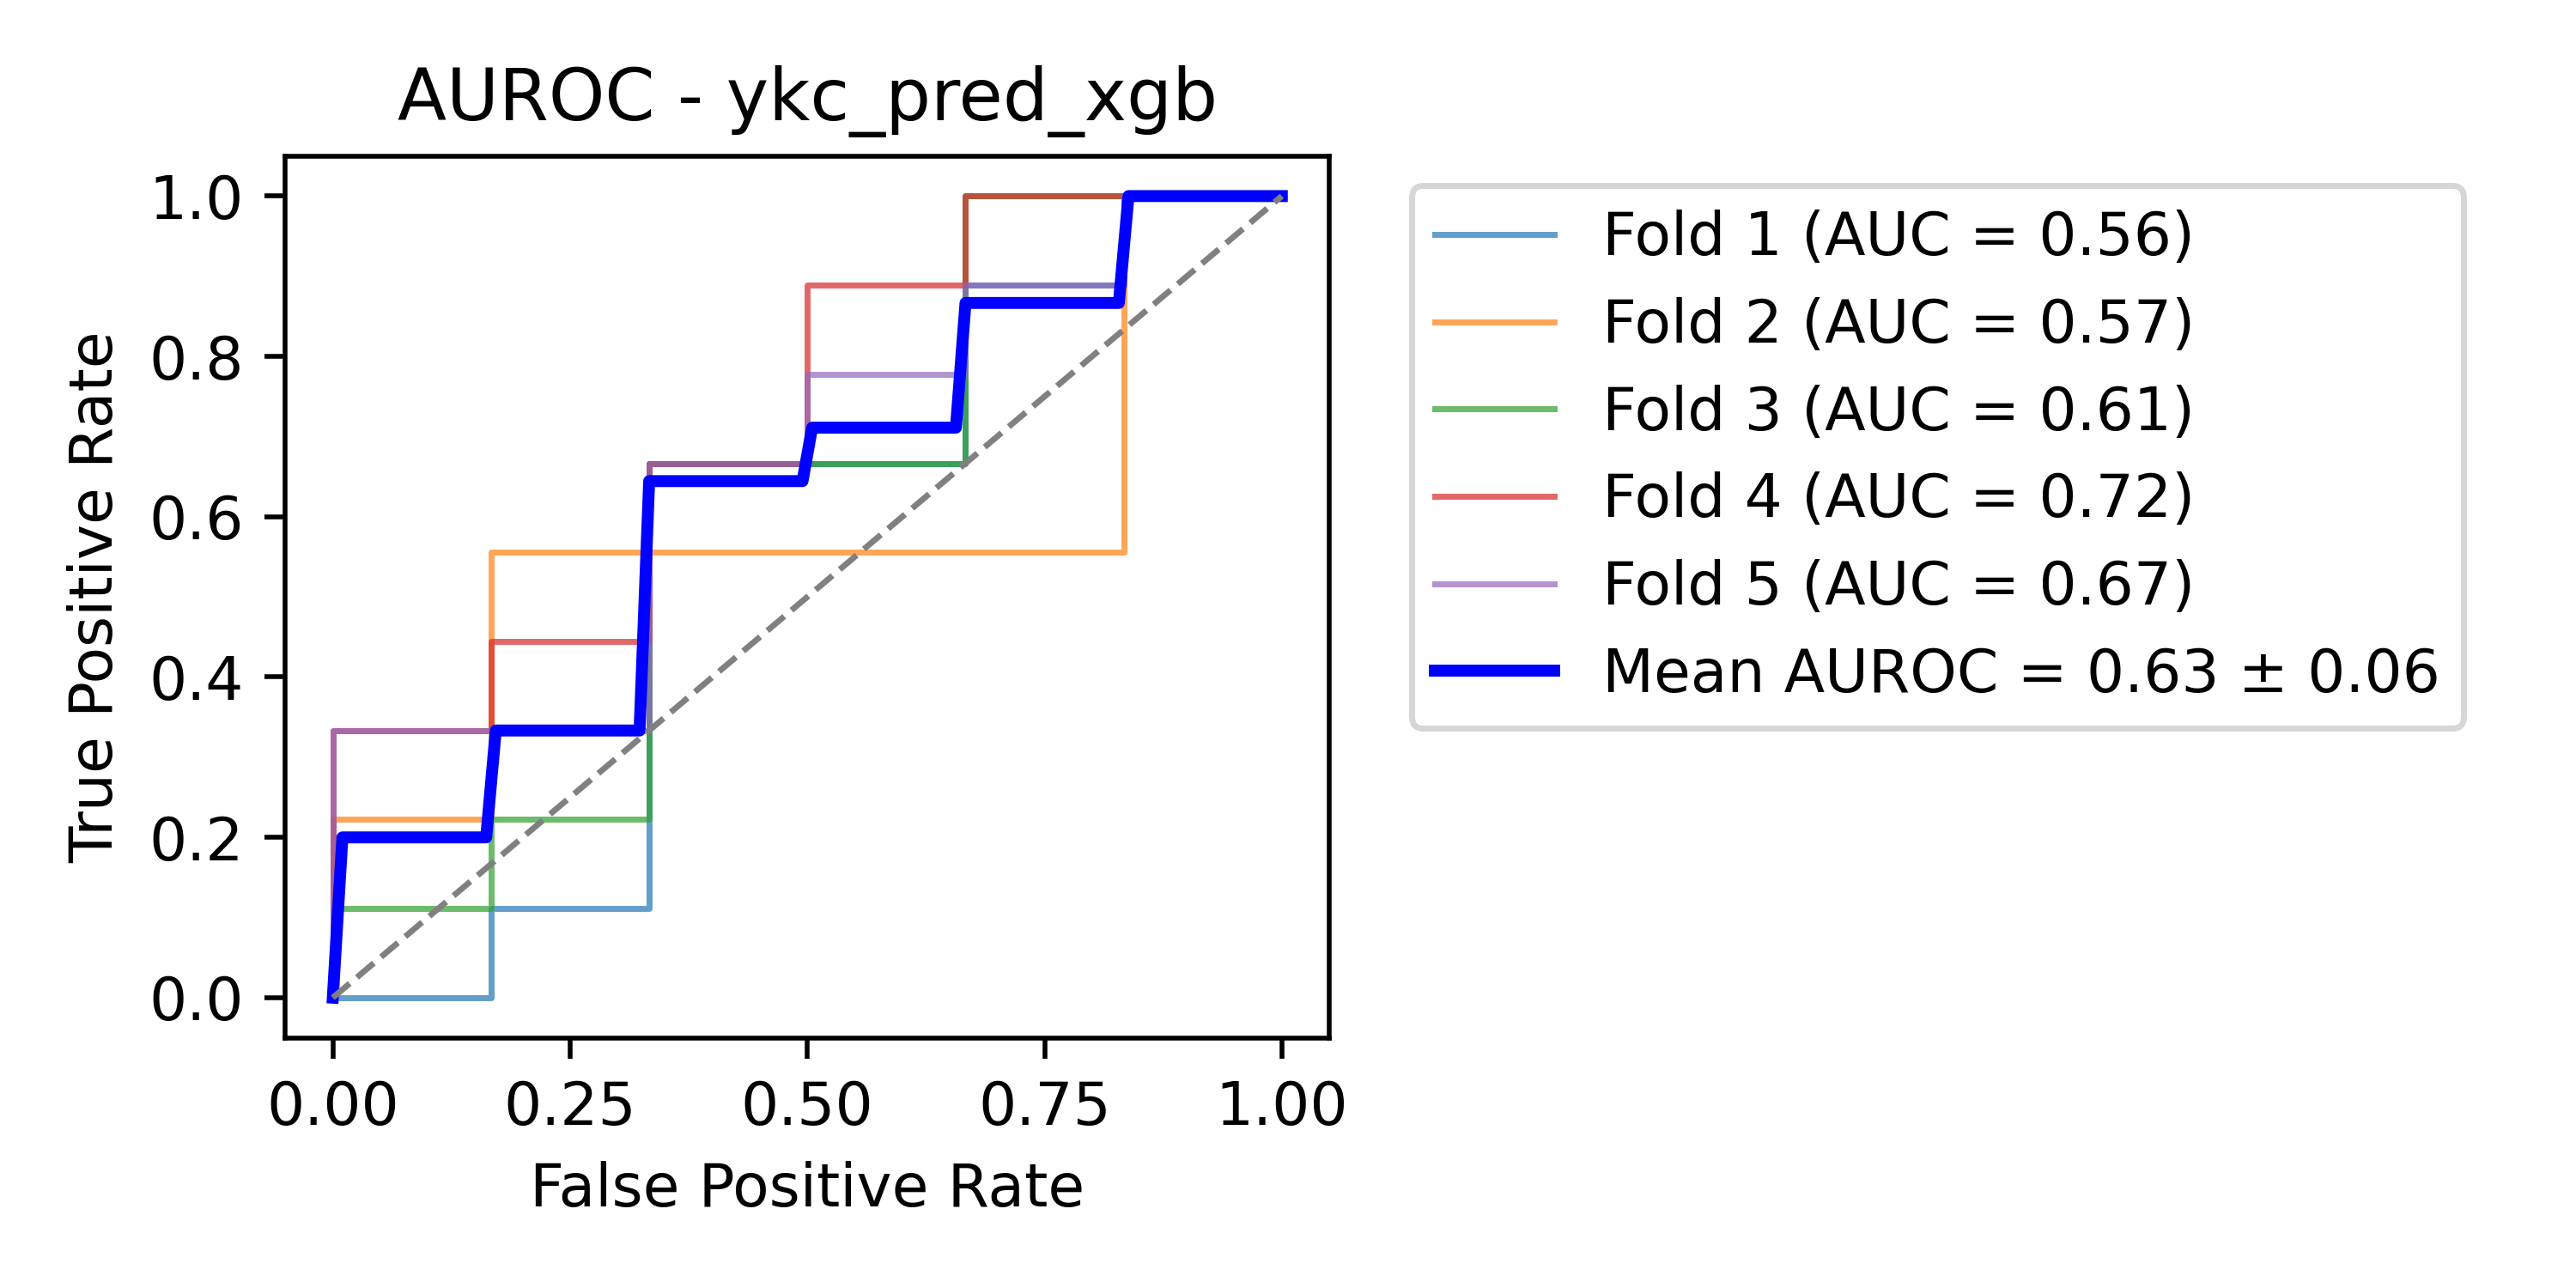 AUROC - ykc_pred_xgb
True Positive Rate
1.0
0.8
0.6
0.4
0.2
0.0
0.00 0.25 0.50 0.75 1.00
False Positive Rate
Fold 1 (AUC = 0.56)
Fold 2 (AUC = 0.57)
Fold 3 (AUC = 0.61)
Fold 4 (AUC = 0.72)
Fold 5 (AUC = 0.67)
Mean AUROC = 0.63 ± 0.06